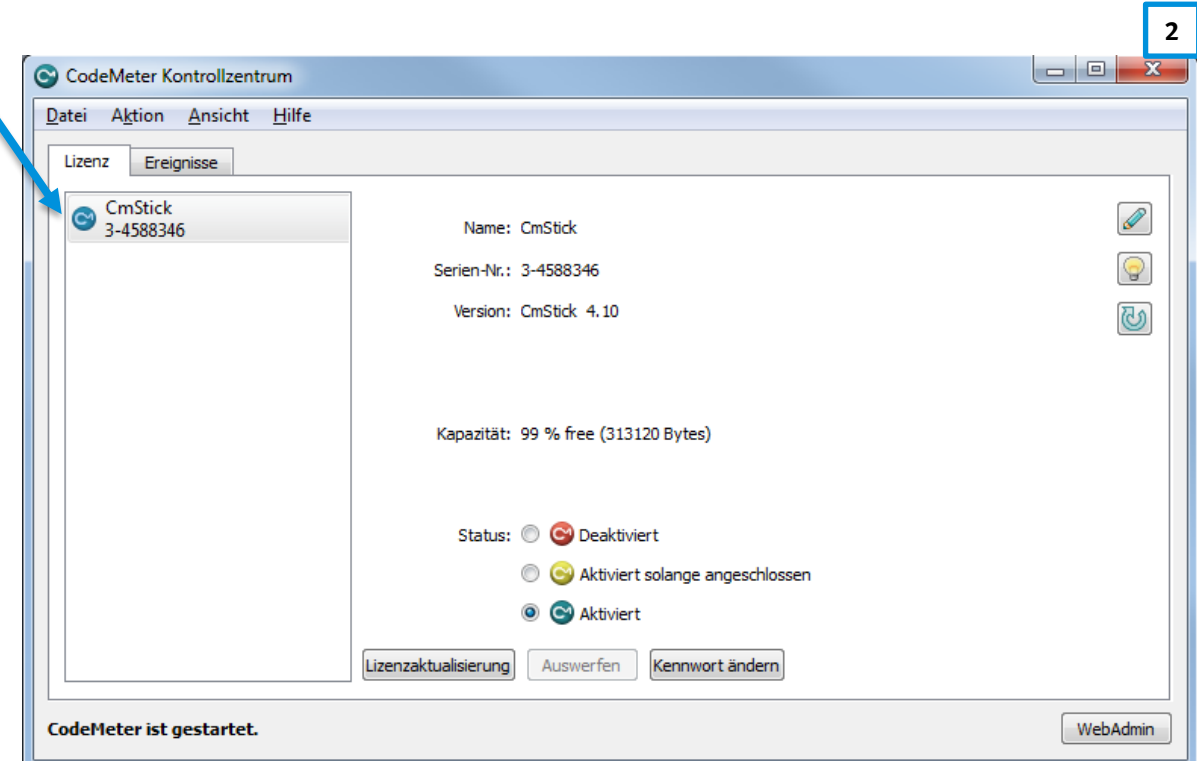 2
CodeMeter Kontrollzentrum
Datei Aktion Ansicht Hilfe
Lizenz Ereignisse
CmStick
3-4588346
Name: CmStick
Serien-Nr.: 3-4588346
Version: CmStick 4.10
Kapazität: 99 % free (313120 Bytes)
Status: Deaktiviert
Aktiviert solange angeschlossen
Aktiviert
Lizenzaktualisierung Auswerfen Kennwort ändern
CodeMeter ist gestartet. WebAdmin